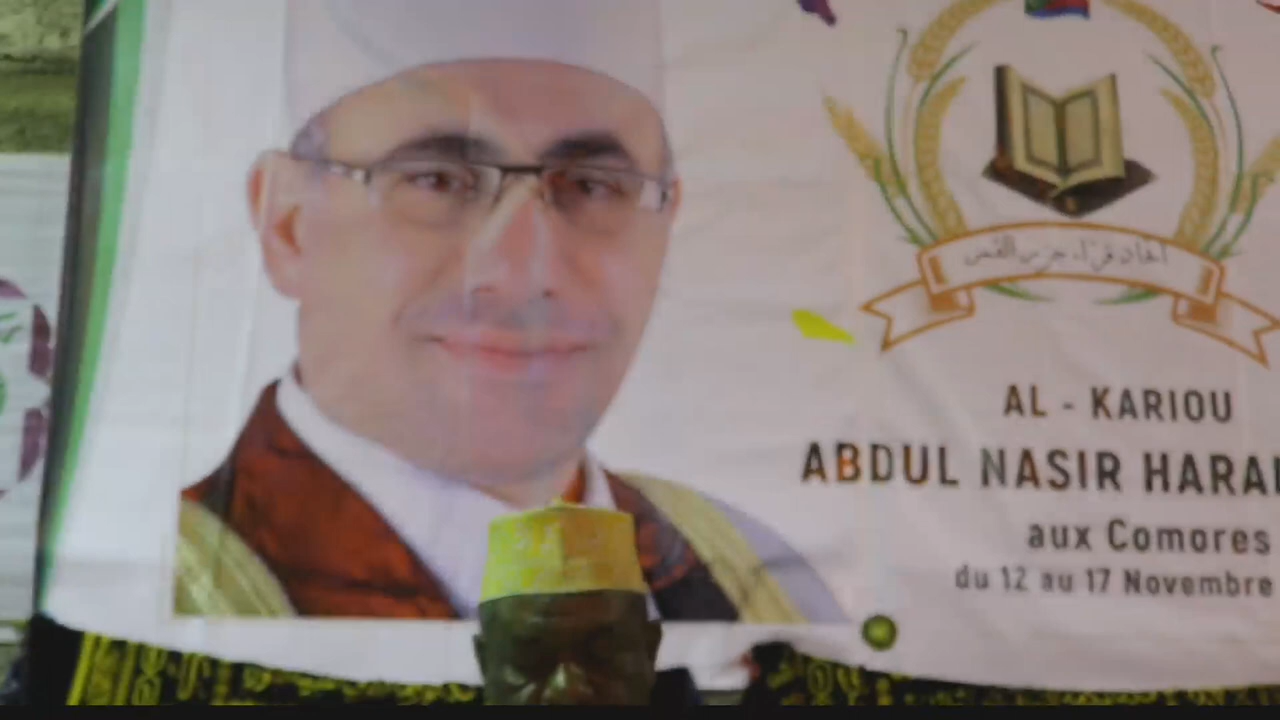 AL - KARIOU
ABDUL NASIR HARA
aux Comores
du 12 au 17 Novembre